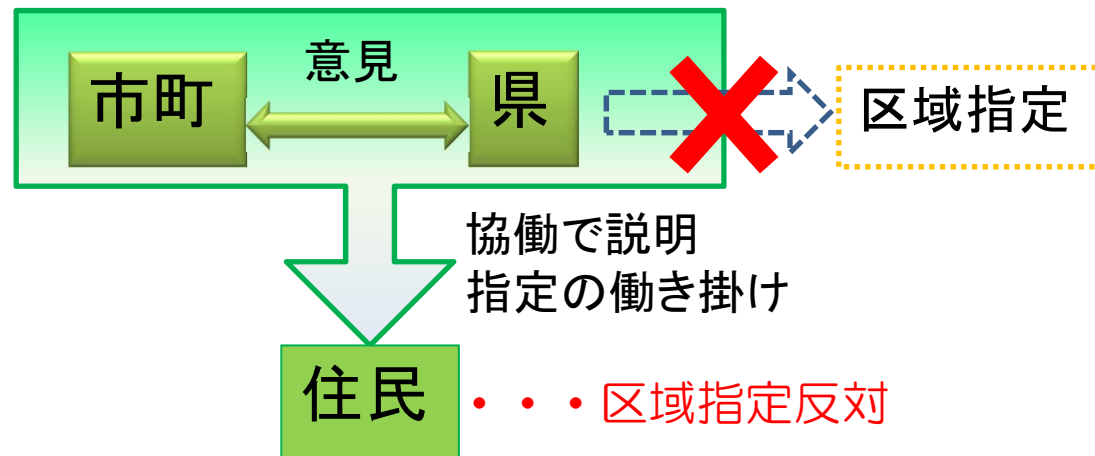 意見
市町
県
区域指定
協働で説明
指定の働き掛け
住民
・・・区域指定反対